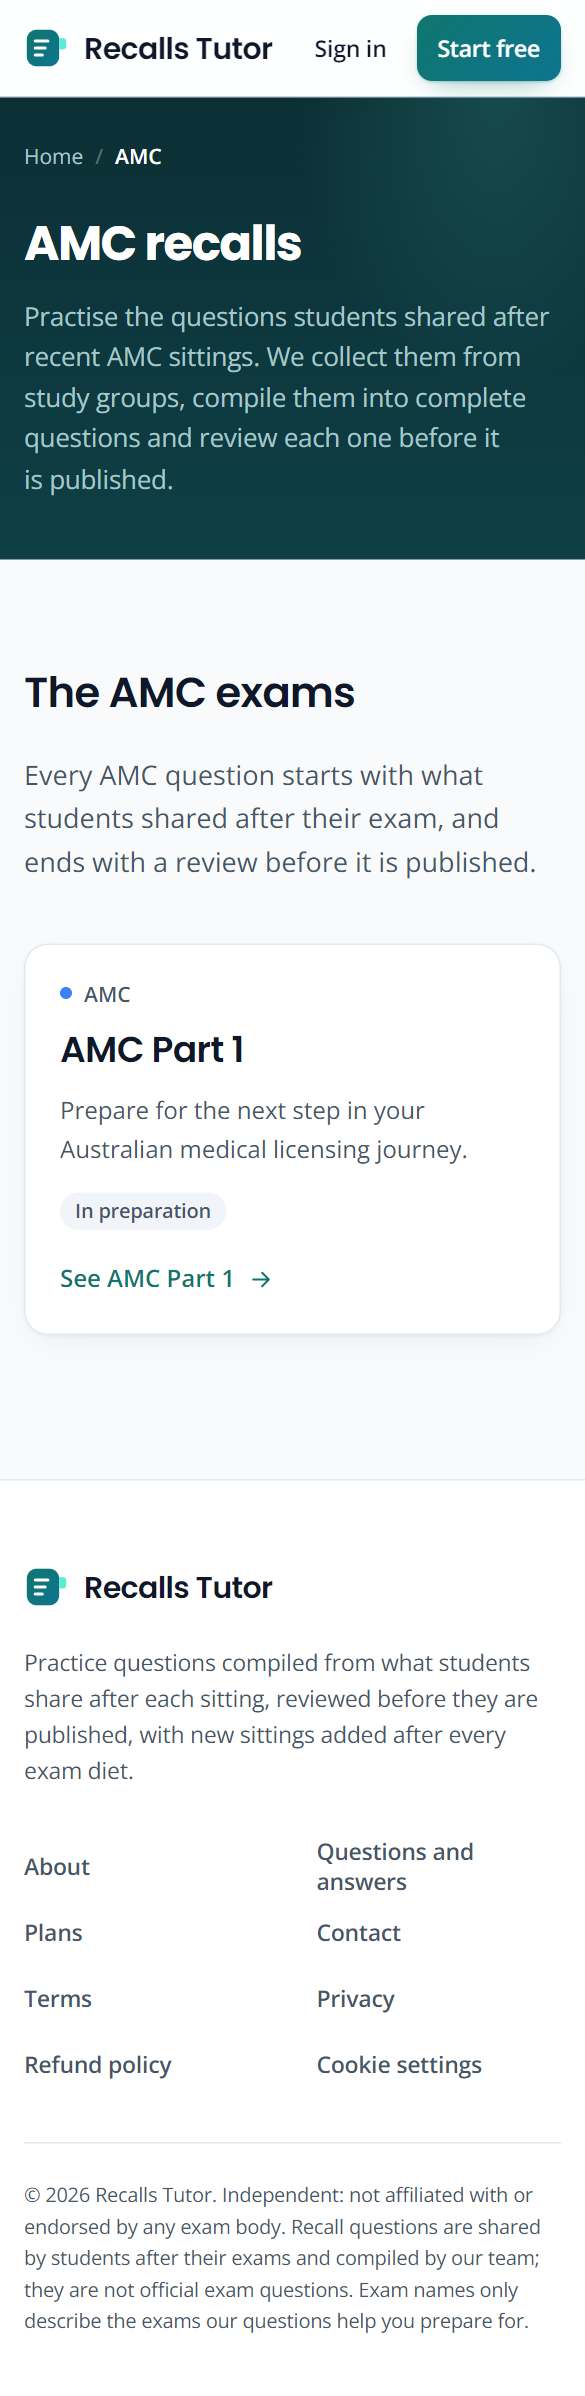 Recalls Tutor Sign in Start free
Home / AMC
AMC recalls
Practise the questions students shared after
recent AMC sittings. We collect them from
study groups, compile them into complete
questions and review each one before it
is published.
The AMC exams
Every AMC question starts with what
students shared after their exam, and
ends with a review before it is published.
AMC
AMC Part 1
Prepare for the next step in your
Australian medical licensing journey.
In preparation
See AMC Part 1 →
Recalls Tutor
Practice questions compiled from what students
share after each sitting, reviewed before they are
published, with new sittings added after every
exam diet.
About
Questions and
answers
Plans
Contact
Terms
Privacy
Refund policy
Cookie settings
© 2026 Recalls Tutor. Independent: not affiliated with or
endorsed by any exam body. Recall questions are shared
by students after their exams and compiled by our team;
they are not official exam questions. Exam names only
describe the exams our questions help you prepare for.